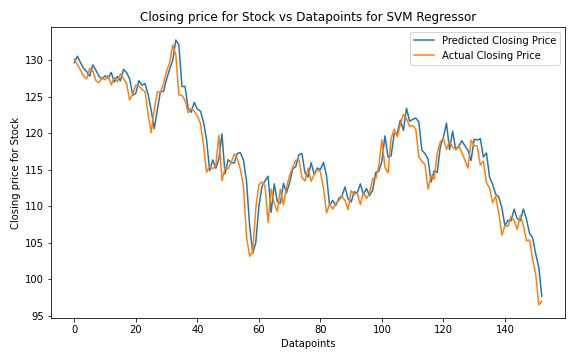 Closing price for Stock vs Datapoints for SVM Regressor
Predicted Closing Price
Actual Closing Price
Closing price for Stock
130
125
120
115
110
105
100
95
0 20 40 60 80 100 120 140
Datapoints